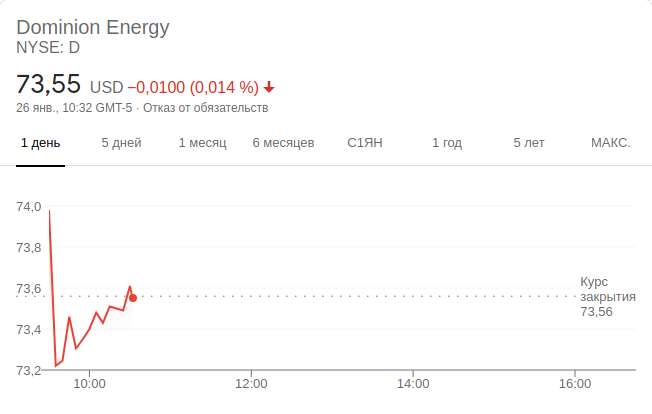 Dominion Energy
NYSE: D
73,55 USD −0,0100 (0,014 %)
26 янв., 10:32 GMT-5 · Отказ от обязательств
1 день 5 дней 1 месяц 6 месяцев С1ЯН 1 год 5 лет МАКС.
74,0
73,8
73,6
73,4
73,2
Курс
закрытия
73,56
10:00 12:00 14:00 16:00